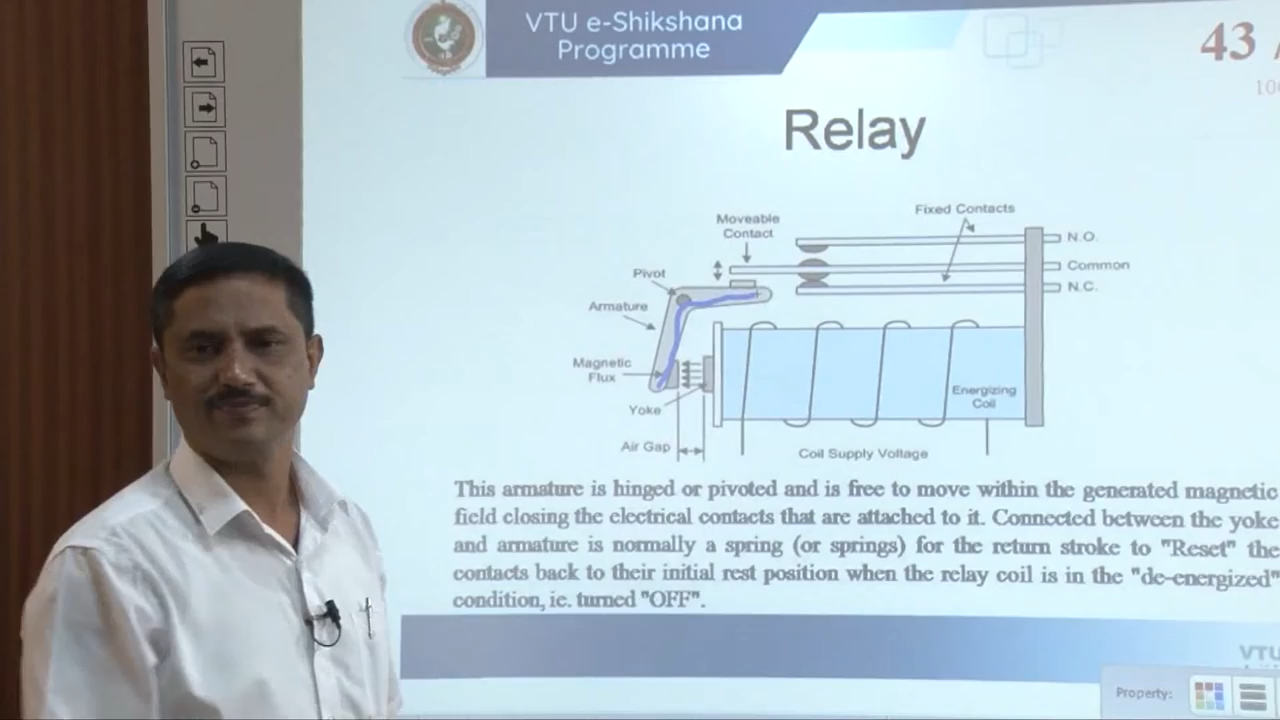 VTU e-Shikshana
Programme
43
Relay
Fixed Contacts
Moveable
Contact
N.O.
Common
N.C.
Pivot
Armature
Magnetic
Flux
Energizing
Coil
Yoke
Air Gap
Coil Supply Voltage
This armature is hinged or pivoted and is free to move within the generated magnetic
field closing the electrical contacts that are attached to it. Connected between the yoke
and armature is normally a spring (or springs) for the return stroke to "Reset" the
contacts back to their initial rest position when the relay coil is in the "de-energized"
condition, ie. turned "OFF".
VTU
Property: